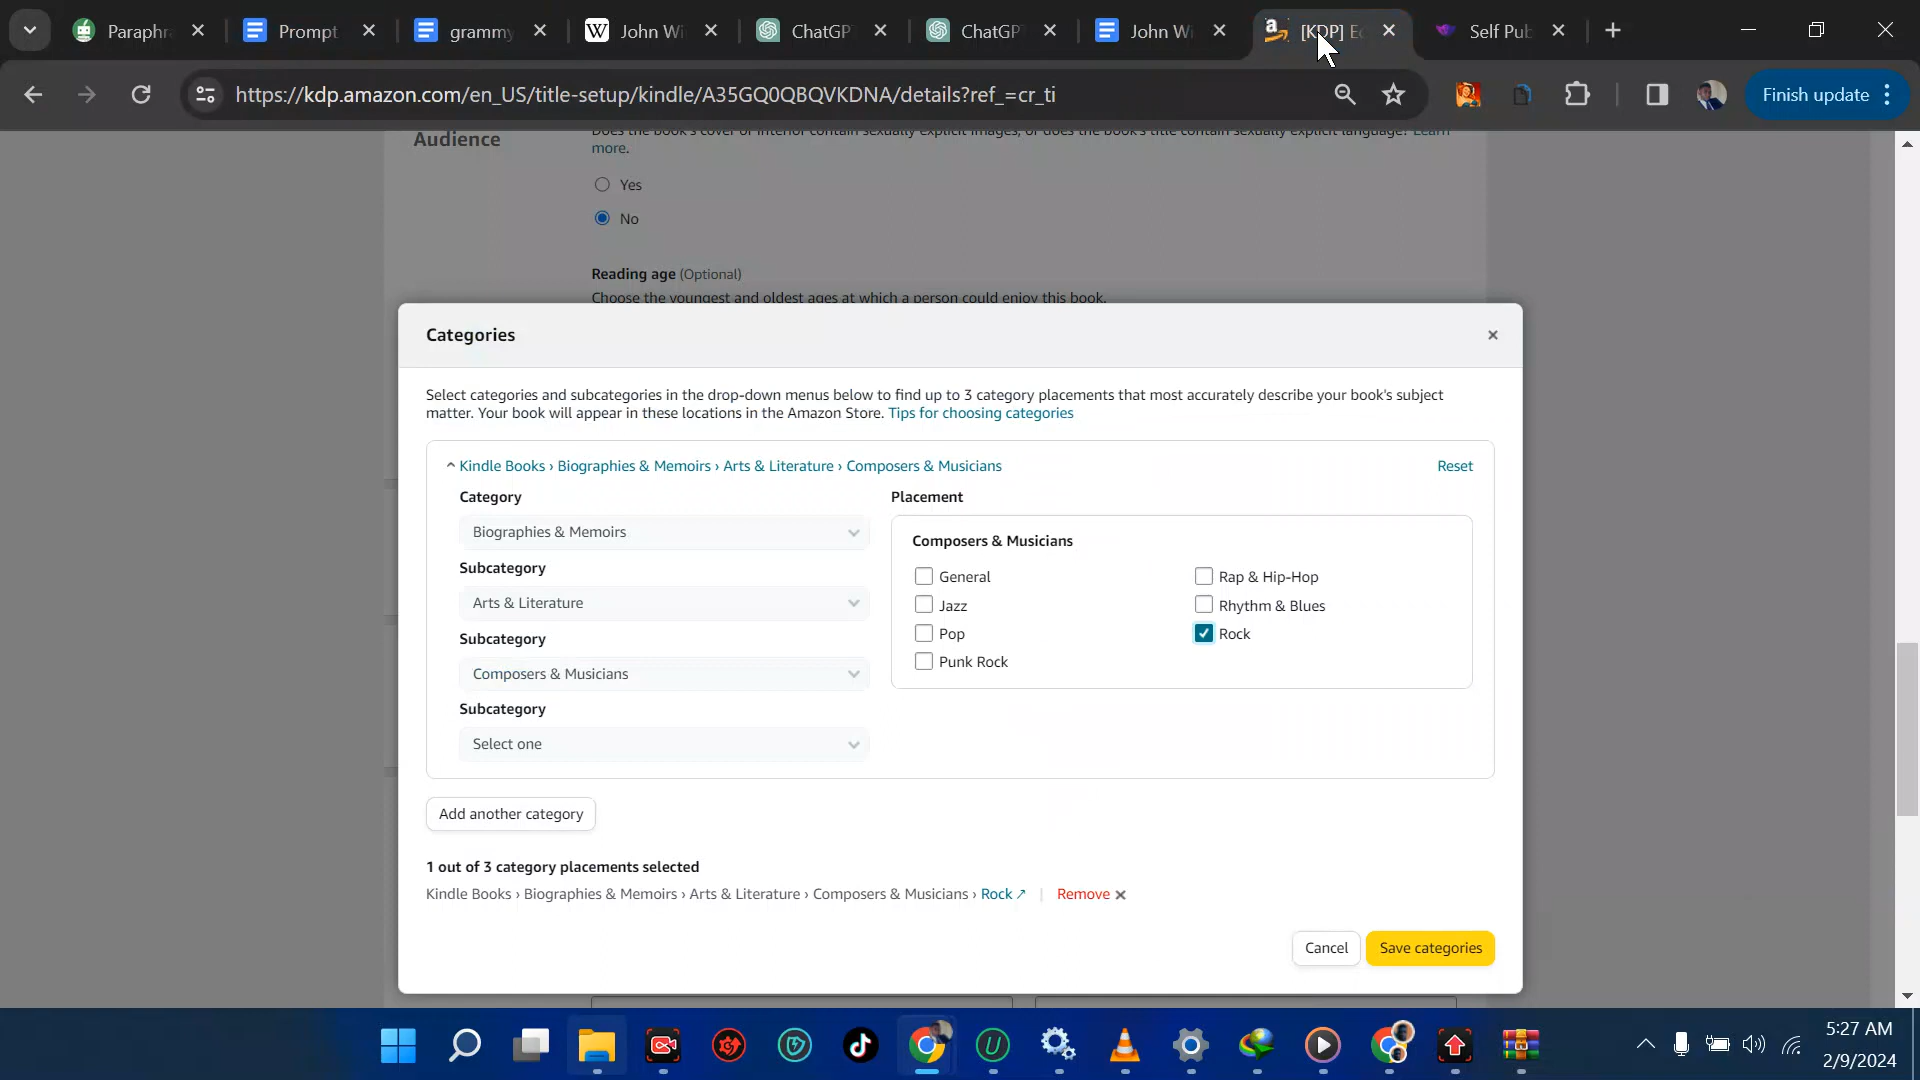 Paraphr
Prompt
grammy
John Wi
ChatGP
ChatGP
John Wi
[KDP] E
Self Pub
https://kdp.amazon.com/en_US/title-setup/kindle/A35GQ0QBQVKDNA/details?ref_=cr_ti
Finish update
Audience
Does the book's cover or interior contain sexually explicit images, or does the book's title contain sexually explicit language? Learn
more.
Yes
No
Reading age (Optional)
Choose the youngest and oldest ages at which a person could enjoy this book.
Categories
Select categories and subcategories in the drop-down menus below to find up to 3 category placements that most accurately describe your book's subject
matter. Your book will appear in these locations in the Amazon Store. Tips for choosing categories
Kindle Books › Biographies & Memoirs › Arts & Literature › Composers & Musicians
Reset
Category
Biographies & Memoirs
Subcategory
Arts & Literature
Subcategory
Composers & Musicians
Subcategory
Select one
Placement
Composers & Musicians
General
Jazz
Pop
Punk Rock
Rap & Hip-Hop
Rhythm & Blues
Rock
Add another category
1 out of 3 category placements selected
Kindle Books › Biographies & Memoirs › Arts & Literature › Composers & Musicians › Rock ↗ | Remove ×
Cancel
Save categories
5:27 AM
2/9/2024